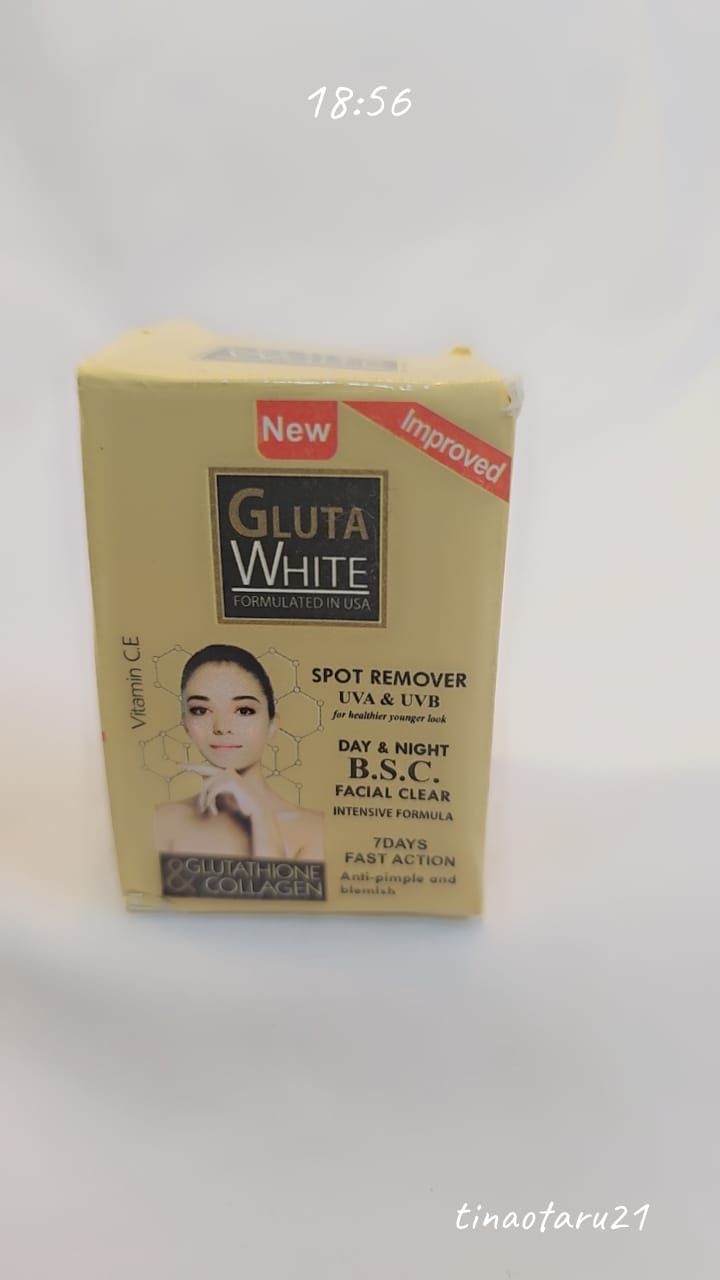 18:56
New
Improved
GLUTA
WHITE
FORMULATED IN USA
Vitamin C.E
SPOT REMOVER
UVA & UVB
for healthier younger look
DAY & NIGHT
B.S.C.
FACIAL CLEAR
INTENSIVE FORMULA
7DAYS
FAST ACTION
Anti-pimple and
blemish
GLUTATHIONE
& COLLAGEN
tinaotaru21